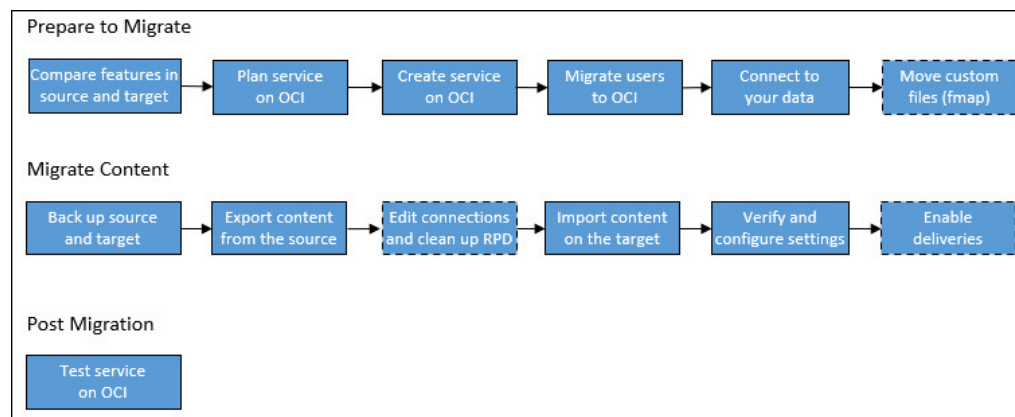 Prepare to Migrate
Compare features in
source and target
Plan service
on OCI
Create service
on OCI
Migrate users
to OCI
Connect to
your data
Move custom
files (fmap)
Migrate Content
Back up source
and target
Export content
from the source
Edit connections
and clean up RPD
Import content
on the target
Verify and
configure settings
Enable
deliveries
Post Migration
Test service
on OCI